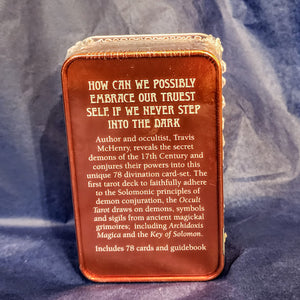 HOW CAN WE POSSIBLY
EMBRACE OUR TRUEST
SELF, IF WE NEVER STEP
INTO THE DARK
Author and occultist, Travis
McHenry, reveals the secret
demons of the 17th Century and
conjures their powers into this
unique 78 divination card-set. The
first tarot deck to faithfully adhere
to the Solomonic principles of
demon conjuration, the Occult
Tarot draws on demons, symbols
and sigils from ancient magickal
grimoires; including Archidoxis
Magica and the Key of Solomon.
Includes 78 cards and guidebook